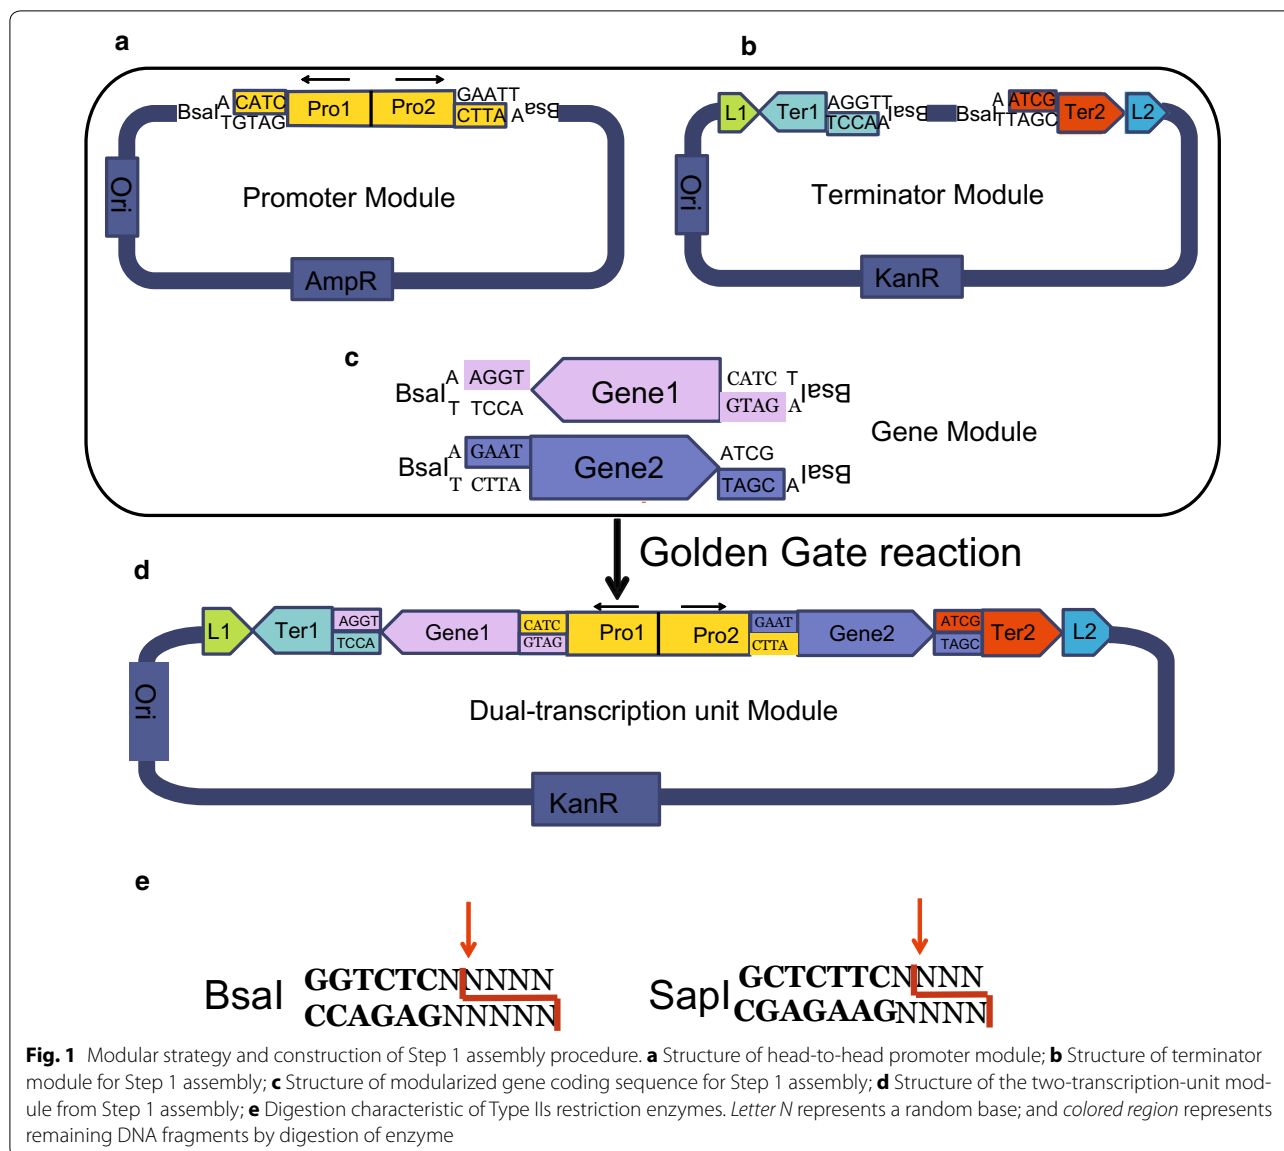 a
b
BsaI A CATC Pro1 Pro2 GAATT BsaI
TGTAG CTTA A
L1 Ter1 AGGTT BsaI BsaI A ATCG Ter2 L2
TCCAA TTAGC
Ori
Promoter Module
AmpR
Ori
Terminator Module
KanR
c
BsaI A AGGT Gene1 CATC T BsaI
T TCCA GTAG A
Gene Module
BsaI A GAAT Gene2 ATCG BsaI
T CTTA TAGC A
Golden Gate reaction
d
L1 Ter1 AGGT Gene1 CATC Pro1 Pro2 GAAT Gene2 ATCG Ter2 L2
TCCA GTAG CTTA TAGC
Ori
Dual-transcription unit Module
KanR
e
BsaI GGTCTCNNNNN
CCAGAGNNNNN
SapI GCTCTTCNNNN
CGAGAAGNNNN
Fig. 1 Modular strategy and construction of Step 1 assembly procedure. a Structure of head-to-head promoter module; b Structure of terminator
module for Step 1 assembly; c Structure of modularized gene coding sequence for Step 1 assembly; d Structure of the two-transcription-unit mod-
ule from Step 1 assembly; e Digestion characteristic of Type IIs restriction enzymes. Letter N represents a random base; and colored region represents
remaining DNA fragments by digestion of enzyme